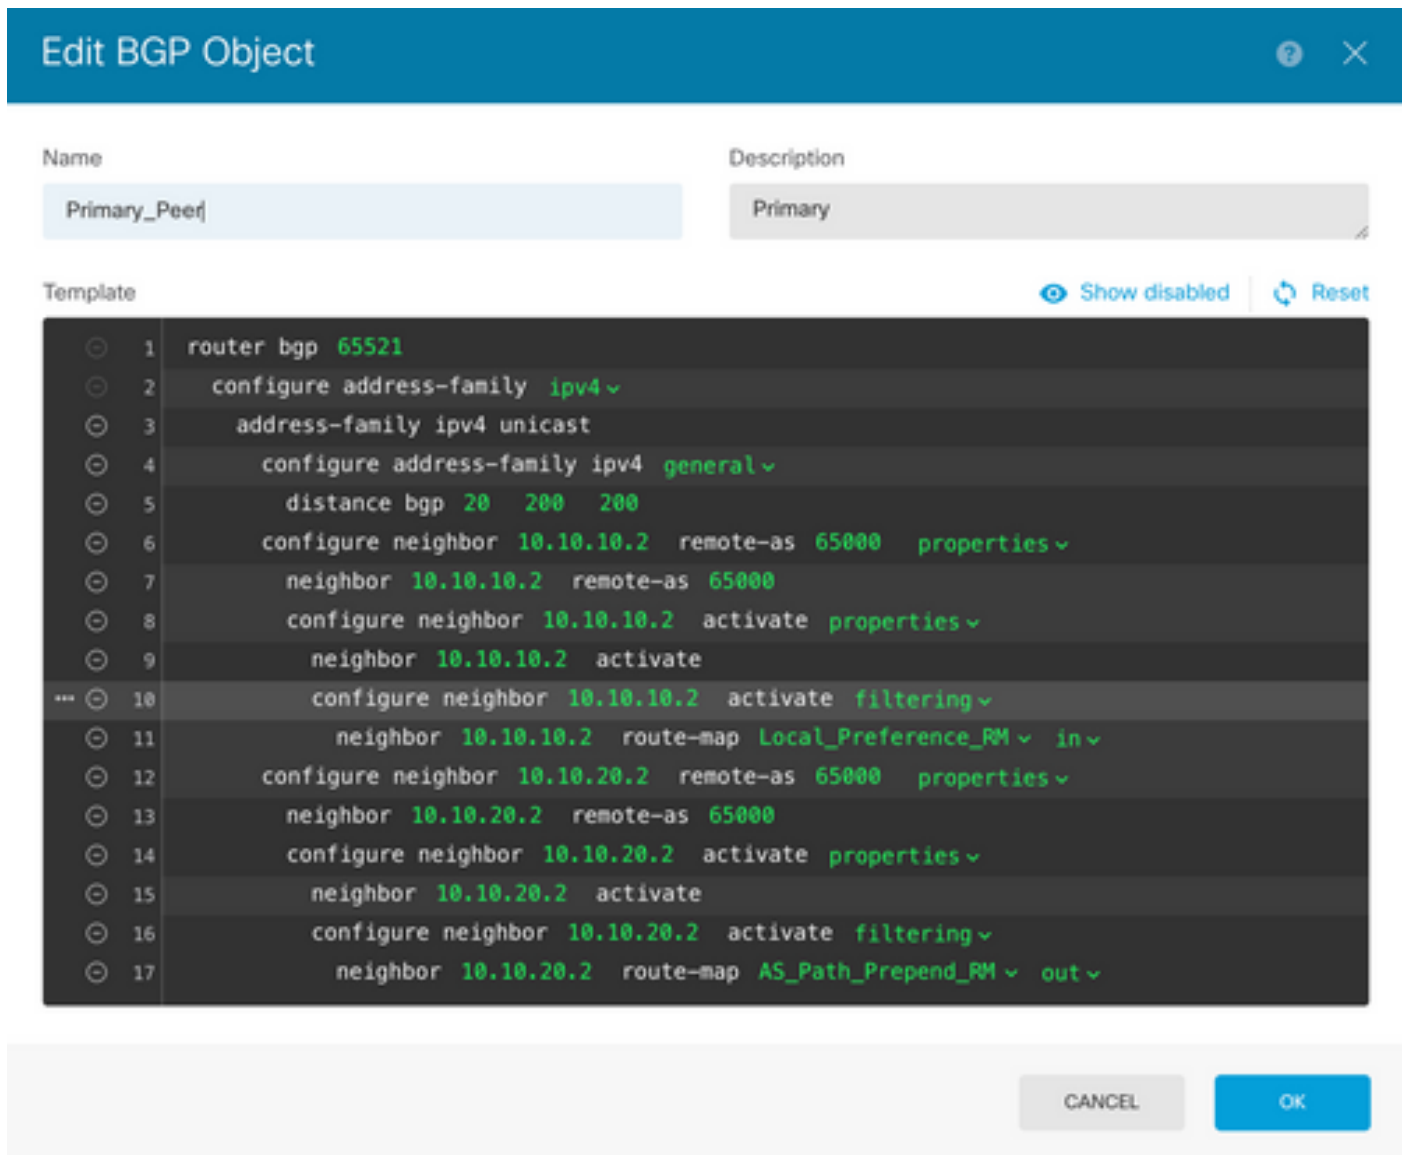 Edit BGP Object
Name
Description
Primary_Peer
Primary
Template
Show disabled
Reset
1 router bgp 65521
2 configure address-family ipv4
3 address-family ipv4 unicast
4 configure address-family ipv4 general
5 distance bgp 20 200 200
6 configure neighbor 10.10.10.2 remote-as 65000 properties
7 neighbor 10.10.10.2 remote-as 65000
8 configure neighbor 10.10.10.2 activate properties
9 neighbor 10.10.10.2 activate
10 configure neighbor 10.10.10.2 activate filtering
11 neighbor 10.10.10.2 route-map Local_Preference_RM in
12 configure neighbor 10.10.20.2 remote-as 65000 properties
13 neighbor 10.10.20.2 remote-as 65000
14 configure neighbor 10.10.20.2 activate properties
15 neighbor 10.10.20.2 activate
16 configure neighbor 10.10.20.2 activate filtering
17 neighbor 10.10.20.2 route-map AS_Path_Prepend_RM out
CANCEL
OK